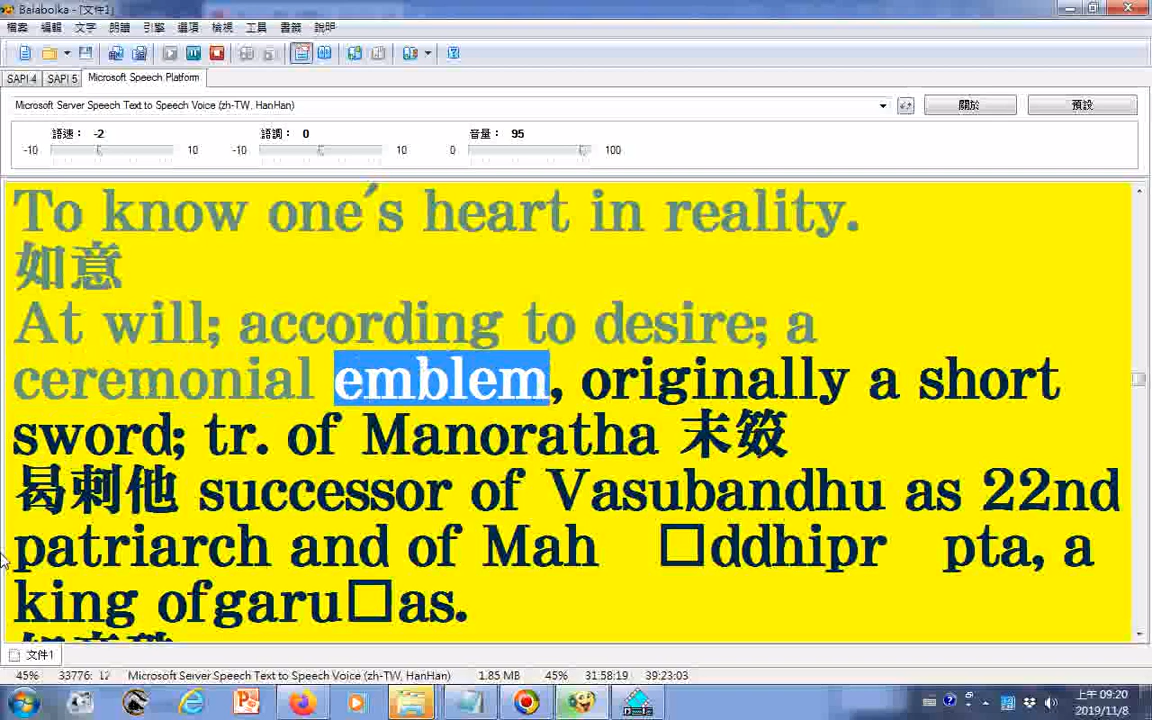 Balabolka - [文件1]
檔案 編輯 文字 朗讀 引擎 選項 檢視 工具 書籤 說明
SAPI 4 SAPI 5 Microsoft Speech Platform
Microsoft Server Speech Text to Speech Voice (zh-TW, HanHan) 關於 預設
語速： -2 語調： 0 音量： 95
-10 10 -10 10 0 100
To know one's heart in reality.
如意
At will; according to desire; a
ceremonial emblem, originally a short
sword; tr. of Manoratha 末笯
曷剌他 successor of Vasubandhu as 22nd
patriarch and of Mah □ddhipr pta, a
king ofgaru□as.
文件1
45% 33776: 12 Microsoft Server Speech Text to Speech Voice (zh-TW, HanHan) 1.85 MB 45% 31:58:19 39:23:03
上午 09:20
2019/11/8